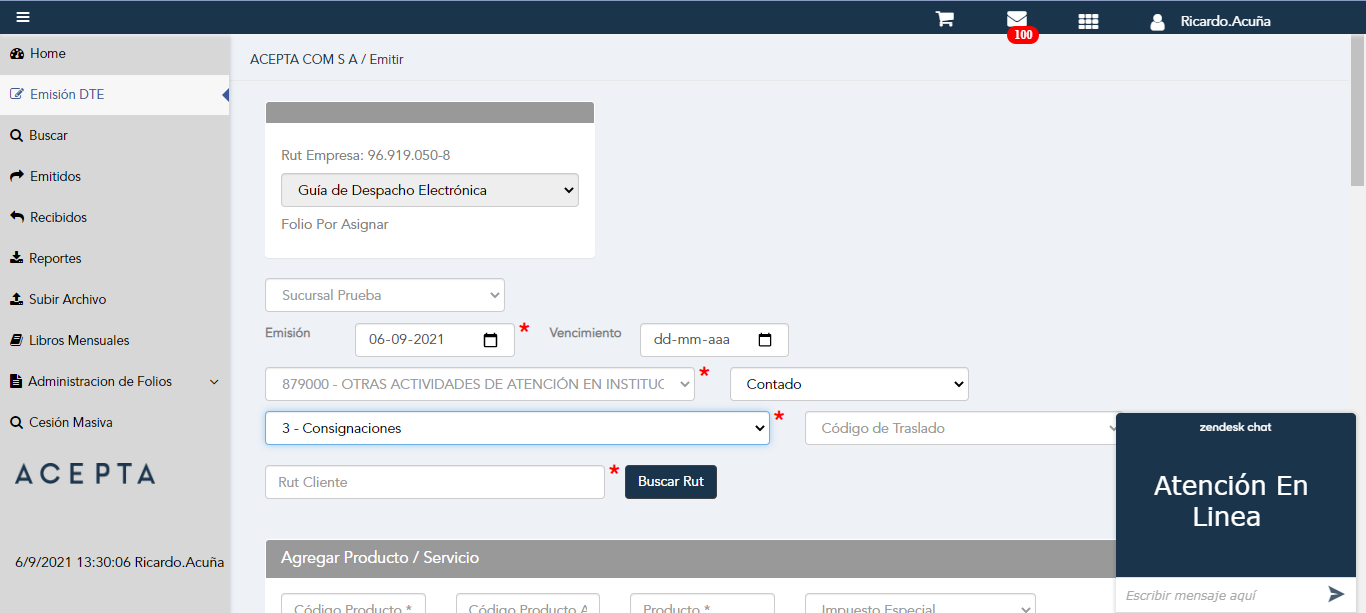 Ricardo.Acuña
100
Home
ACEPTA COM S A / Emitir
Emisión DTE
Buscar
Emitidos
Recibidos
Reportes
Subir Archivo
Libros Mensuales
Administracion de Folios
Cesión Masiva
ACEPTA
6/9/2021 13:30:06 Ricardo.Acuña
Rut Empresa: 96.919.050-8
Guía de Despacho Electrónica
Folio Por Asignar
Sucursal Prueba
Emisión 06-09-2021 * Vencimiento dd-mm-aaa
879000 - OTRAS ACTIVIDADES DE ATENCIÓN EN INSTITUC * Contado
3 - Consignaciones * Código de Traslado
Rut Cliente * Buscar Rut
Agregar Producto / Servicio
Código Producto * Código Producto A Producto * Impuesto Especial
zendesk chat
Atención En
Linea
Escribir mensaje aquí